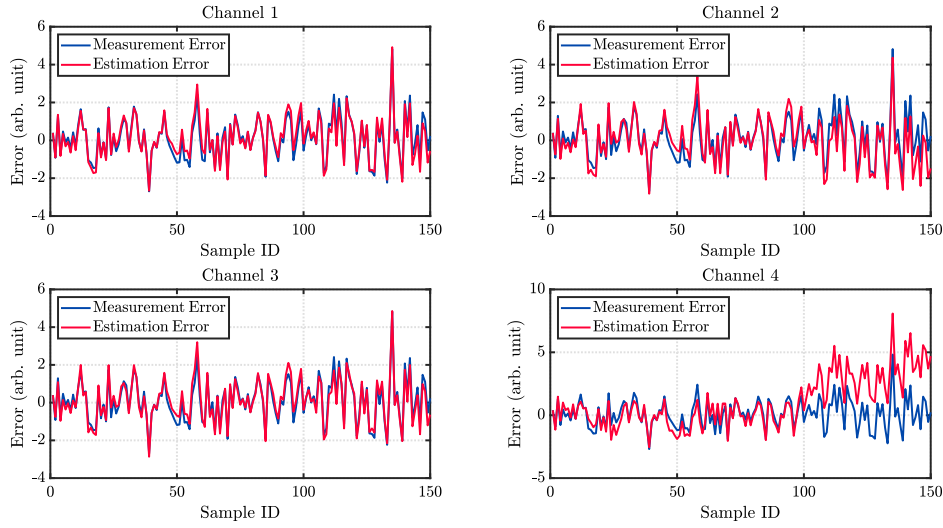 Channel 1
6
4
2
0
-2
-4
Error (arb. unit)
Measurement Error
Estimation Error
0
50
100
150
Sample ID
Channel 2
6
4
2
0
-2
-4
Error (arb. unit)
Measurement Error
Estimation Error
0
50
100
150
Sample ID
Channel 3
6
4
2
0
-2
-4
Error (arb. unit)
Measurement Error
Estimation Error
0
50
100
150
Sample ID
Channel 4
10
5
0
-5
Error (arb. unit)
Measurement Error
Estimation Error
0
50
100
150
Sample ID